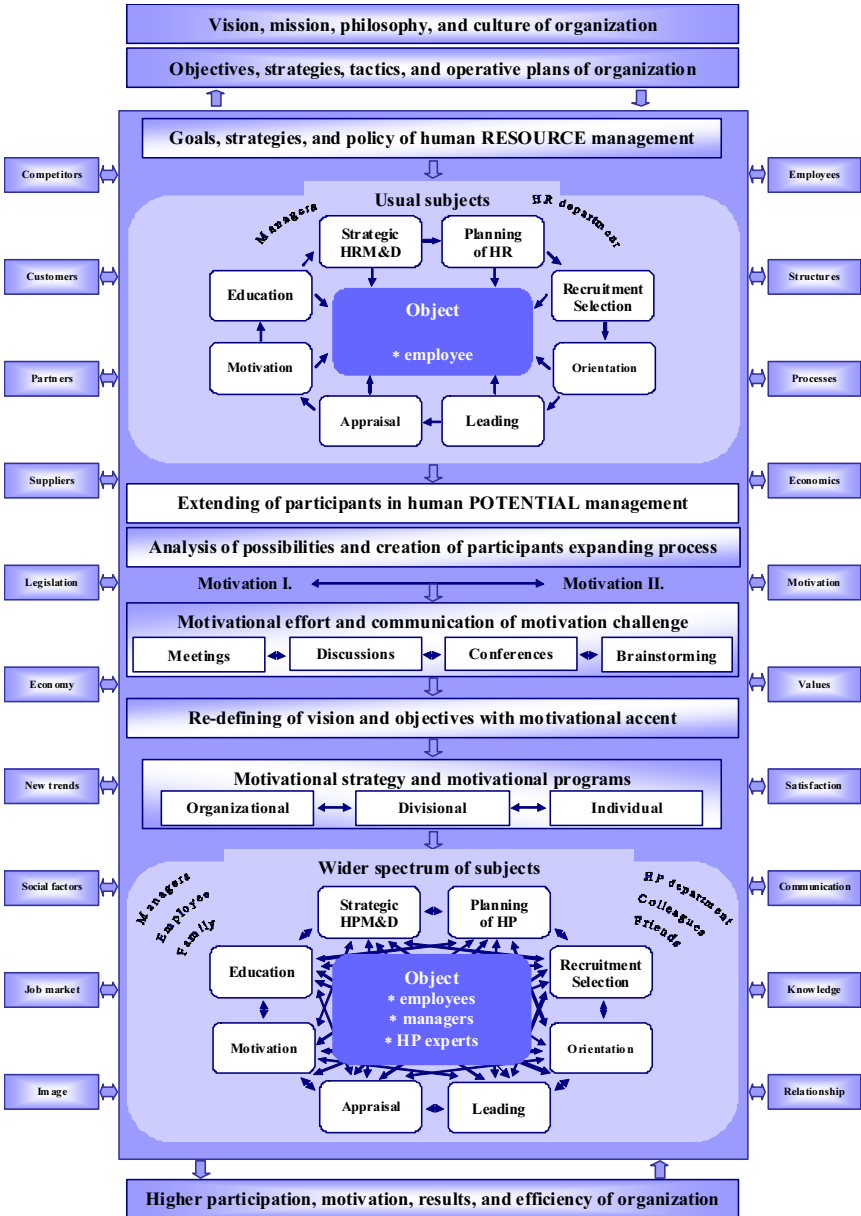 Vision, mission, philosophy, and culture of organization
Objectives, strategies, tactics, and operative plans of organization
Goals, strategies, and policy of human RESOURCE management
Competitors
Customers
Partners
Suppliers
Legislation
Economy
New trends
Social factors
Job market
Image
Employees
Structures
Processes
Economics
Motivation
Values
Satisfaction
Communication
Knowledge
Relationship
Usual subjects
Managers
HR departmet
Strategic
HRM&D
Planning
of HR
Education
Recruitment
Selection
Object
* employee
Motivation
Orientation
Appraisal
Leading
Extending of participants in human POTENTIAL management
Analysis of possibilities and creation of participants expanding process
Motivation I.
Motivation II.
Motivational effort and communication of motivation challenge
Meetings
Discussions
Conferences
Brainstorming
Re-defining of vision and objectives with motivational accent
Motivational strategy and motivational programs
Organizational
Divisional
Individual
Wider spectrum of subjects
Managers
Employee
Family
HP department
Colleagues
Friends
Strategic
HPM&D
Planning
of HP
Education
Recruitment
Selection
Object
* employees
* managers
* HP experts
Motivation
Orientation
Appraisal
Leading
Higher participation, motivation, results, and efficiency of organization